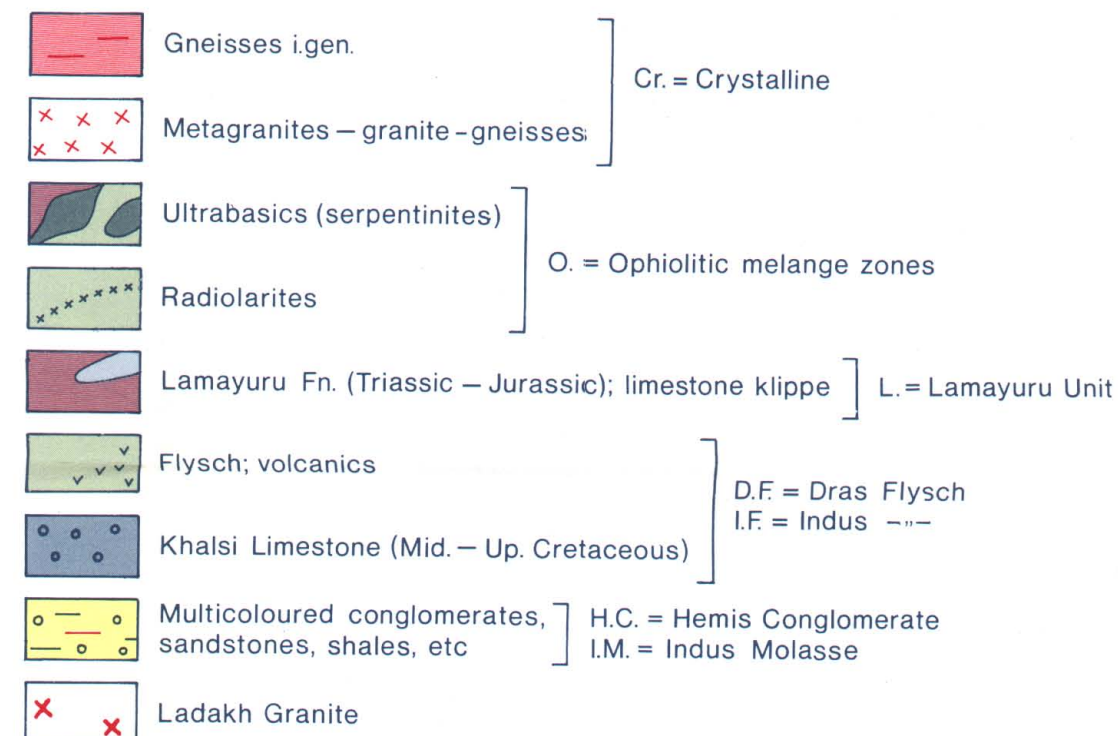 Gneisses i.gen.
Metagranites – granite-gneisses
Cr. = Crystalline
Ultrabasics (serpentinites)
Radiolarites
O. = Ophiolitic melange zones
Lamayuru Fn. (Triassic – Jurassic); limestone klippe
L. = Lamayuru Unit
Flysch; volcanics
Khalsi Limestone (Mid. – Up. Cretaceous)
D.F. = Dras Flysch
I.F. = Indus –"–
Multicoloured conglomerates,
sandstones, shales, etc
H.C. = Hemis Conglomerate
I.M. = Indus Molasse
Ladakh Granite